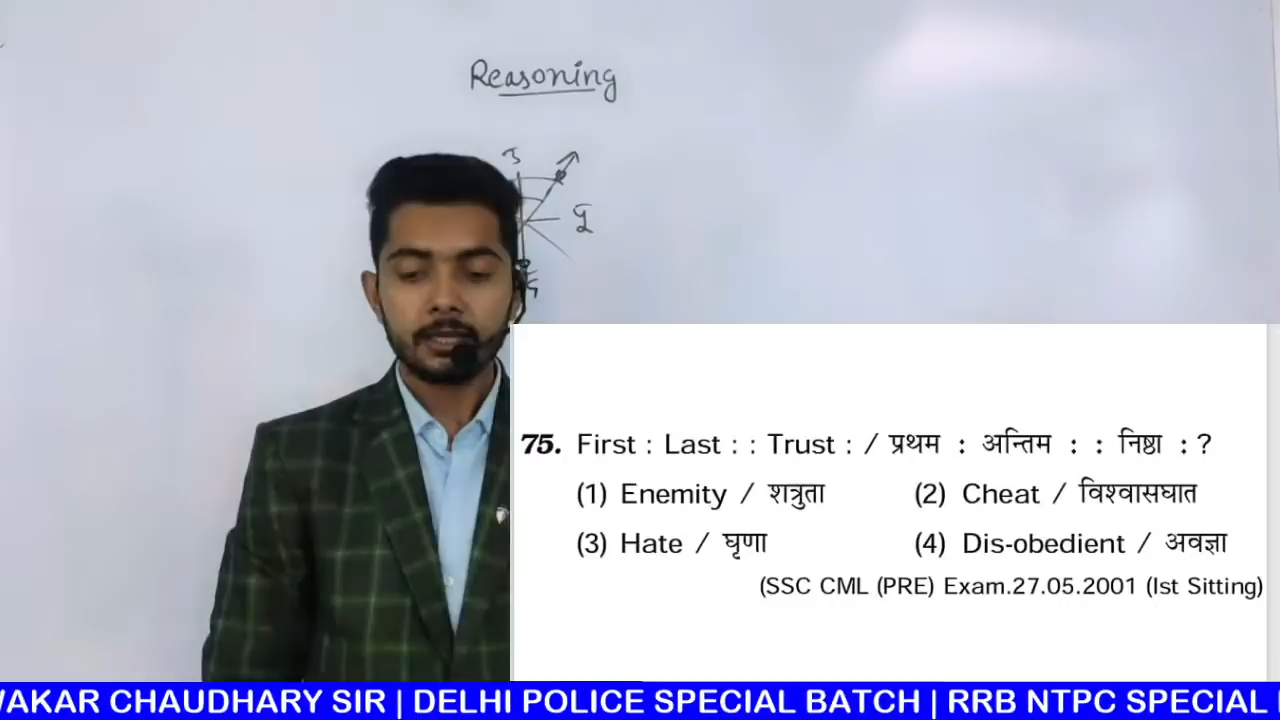 Reasoning
75. First : Last : : Trust : / प्रथम : अन्तिम : : निष्ठा : ?
(1) Enemity / शत्रुता (2) Cheat / विश्वासघात
(3) Hate / घृणा (4) Dis-obedient / अवज्ञा
(SSC CML (PRE) Exam.27.05.2001 (Ist Sitting)
WAKAR CHAUDHARY SIR | DELHI POLICE SPECIAL BATCH | RRB NTPC SPECIAL